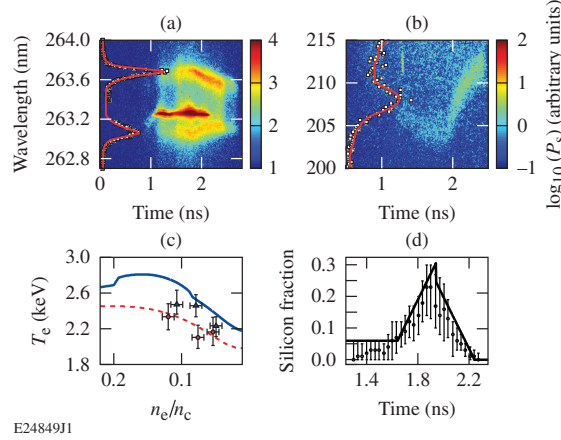 (a)
(b)
264.0
263.6
263.2
262.8
Wavelength (nm)
0
1
2
Time (ns)
4
3
2
1
215
210
205
200
1
2
Time (ns)
2
1
0
−1
log10 (Ps) (arbitrary units)
(c)
(d)
3.0
2.6
2.2
1.8
Te (keV)
0.2
0.1
ne/nc
0.3
0.2
0.1
0.0
Silicon fraction
1.4
1.8
2.2
Time (ns)
E24849J1